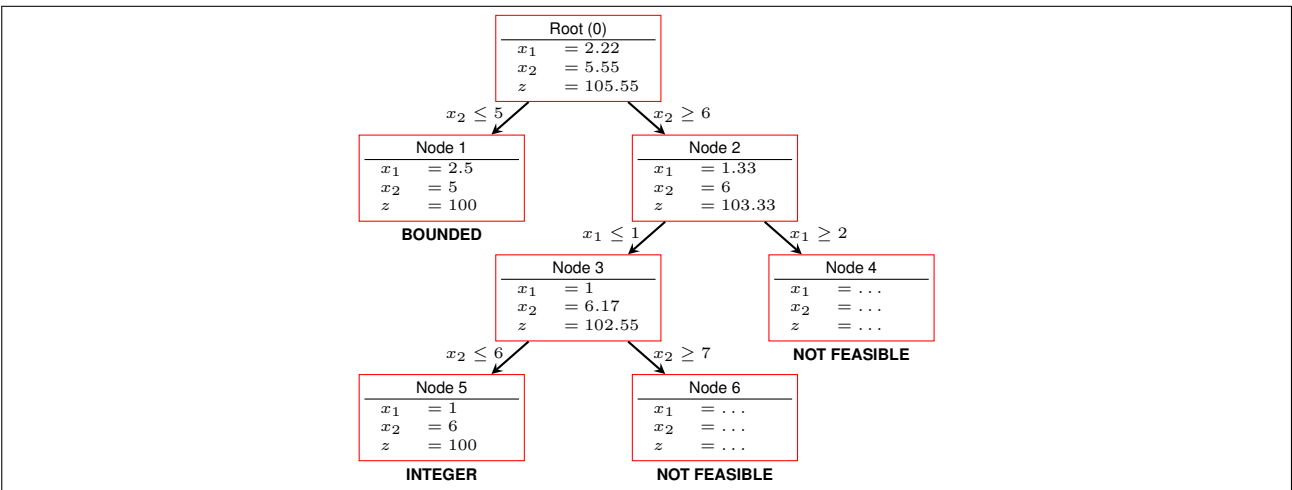 Root (0)
x₁ = 2.22
x₂ = 5.55
z = 105.55
x₂ ≤ 5
x₂ ≥ 6
Node 1
x₁ = 2.5
x₂ = 5
z = 100
BOUNDED
Node 2
x₁ = 1.33
x₂ = 6
z = 103.33
x₁ ≤ 1
x₁ ≥ 2
Node 3
x₁ = 1
x₂ = 6.17
z = 102.55
Node 4
x₁ = ...
x₂ = ...
z = ...
NOT FEASIBLE
x₂ ≤ 6
x₂ ≥ 7
Node 5
x₁ = 1
x₂ = 6
z = 100
INTEGER
Node 6
x₁ = ...
x₂ = ...
z = ...
NOT FEASIBLE